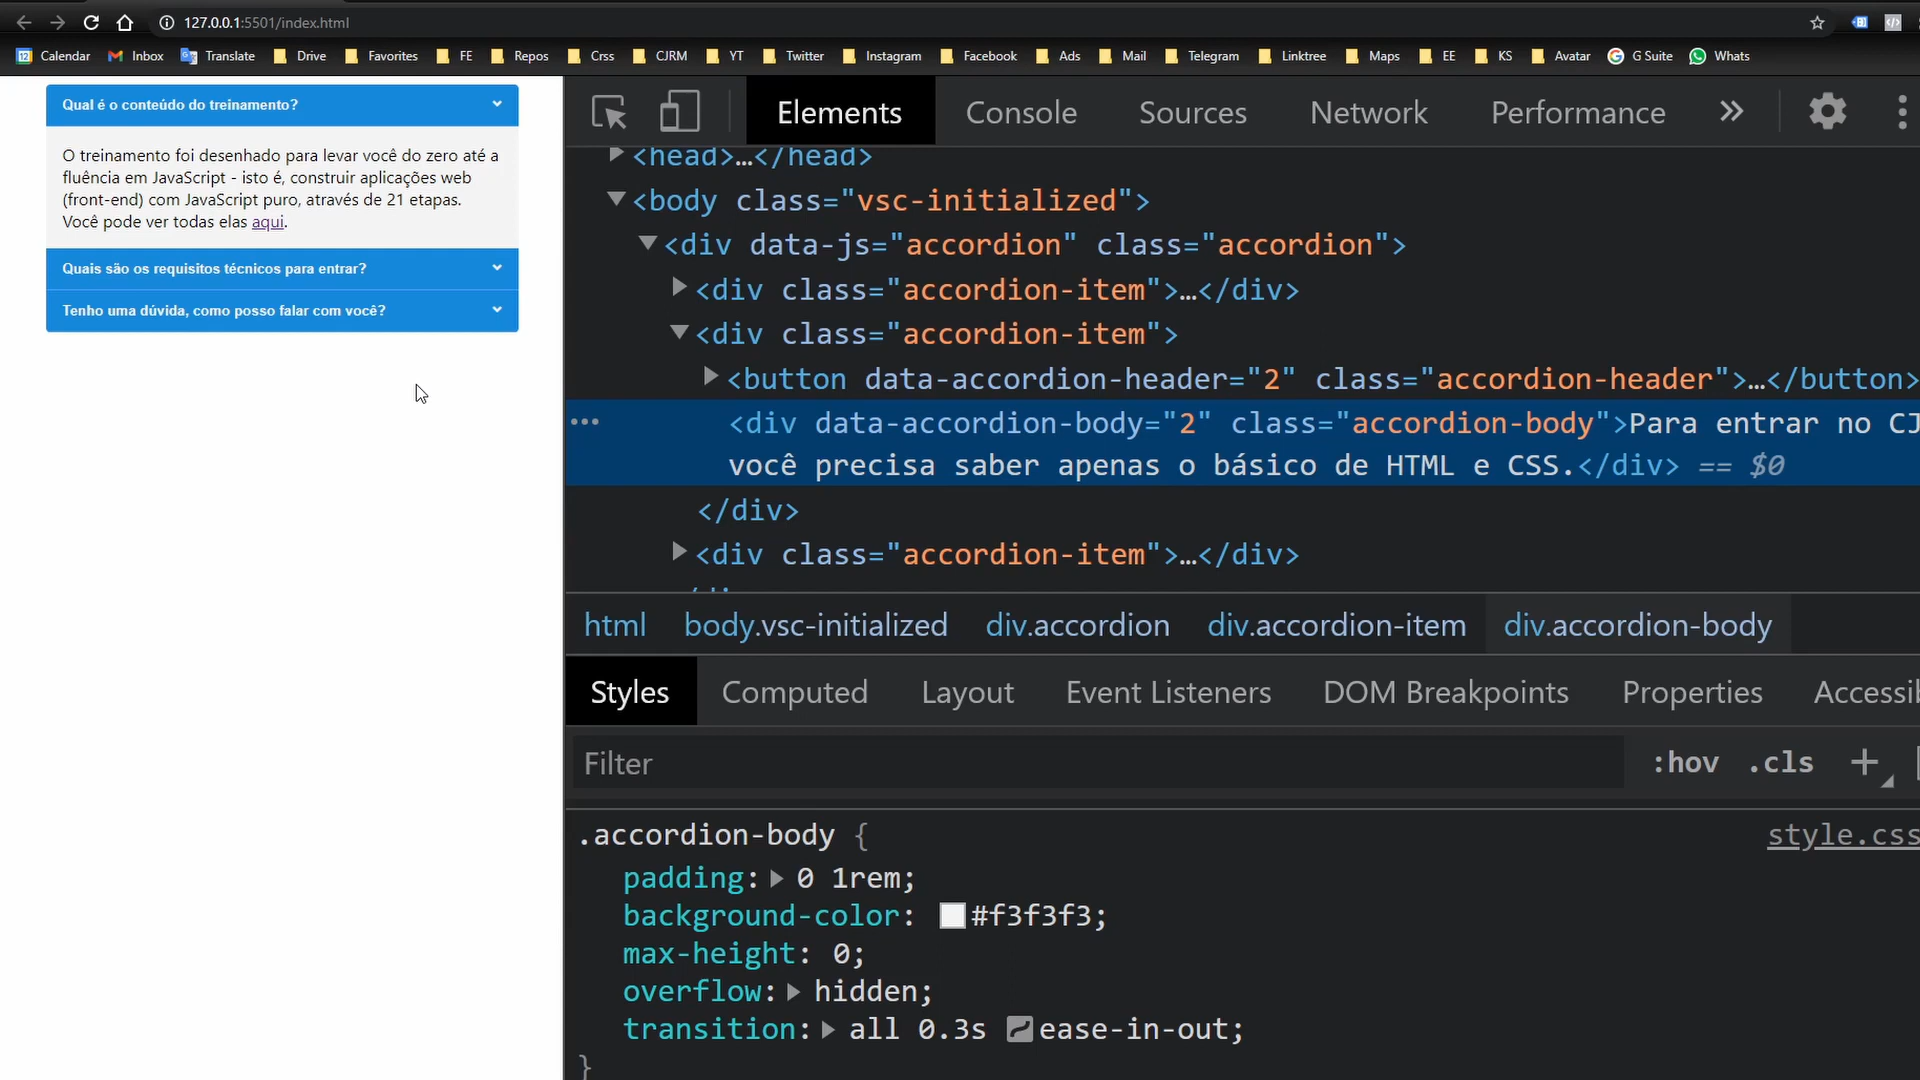 127.0.0.1:5501/index.html
Calendar Inbox Translate Drive Favorites FE Repos Crss CJRM YT Twitter Instagram Facebook Ads Mail Telegram Linktree Maps EE KS Avatar G Suite Whats
Qual é o conteúdo do treinamento?
O treinamento foi desenhado para levar você do zero até a
fluência em JavaScript - isto é, construir aplicações web
(front-end) com JavaScript puro, através de 21 etapas.
Você pode ver todas elas aqui.
Quais são os requisitos técnicos para entrar?
Tenho uma dúvida, como posso falar com você?
Elements Console Sources Network Performance
<head>…</head>
<body class="vsc-initialized">
<div data-js="accordion" class="accordion">
<div class="accordion-item">…</div>
<div class="accordion-item">
<button data-accordion-header="2" class="accordion-header">…</button>
<div data-accordion-body="2" class="accordion-body">Para entrar no CJ
você precisa saber apenas o básico de HTML e CSS.</div> == $0
</div>
<div class="accordion-item">…</div>
html body.vsc-initialized div.accordion div.accordion-item div.accordion-body
Styles Computed Layout Event Listeners DOM Breakpoints Properties Accessi
Filter :hov .cls +
.accordion-body { style.css
padding: 0 1rem;
background-color: #f3f3f3;
max-height: 0;
overflow: hidden;
transition: all 0.3s ease-in-out;
}